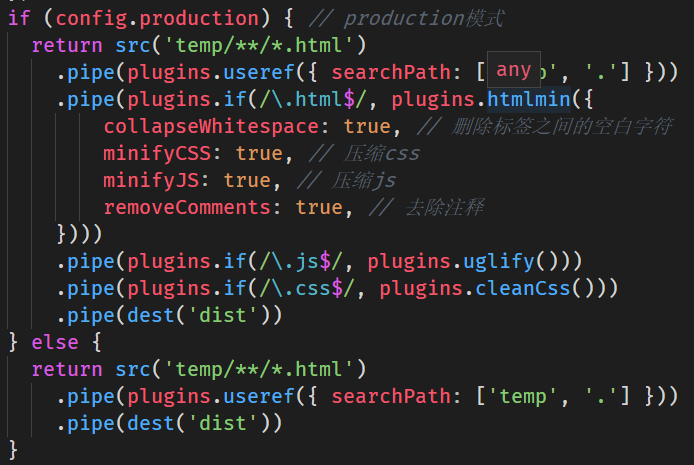 if (config.production) { // production模式
return src('temp/**/*.html')
any
.pipe(plugins.useref({ searchPath: [p', '.'] }))
.pipe(plugins.if(/\.html$/, plugins.htmlmin({
collapseWhitespace: true, // 删除标签之间的空白字符
minifyCSS: true, // 压缩css
minifyJS: true, // 压缩js
removeComments: true, // 去除注释
})))
.pipe(plugins.if(/\.js$/, plugins.uglify()))
.pipe(plugins.if(/\.css$/, plugins.cleanCss()))
.pipe(dest('dist'))
} else {
return src('temp/**/*.html')
.pipe(plugins.useref({ searchPath: ['temp', '.'] }))
.pipe(dest('dist'))
}